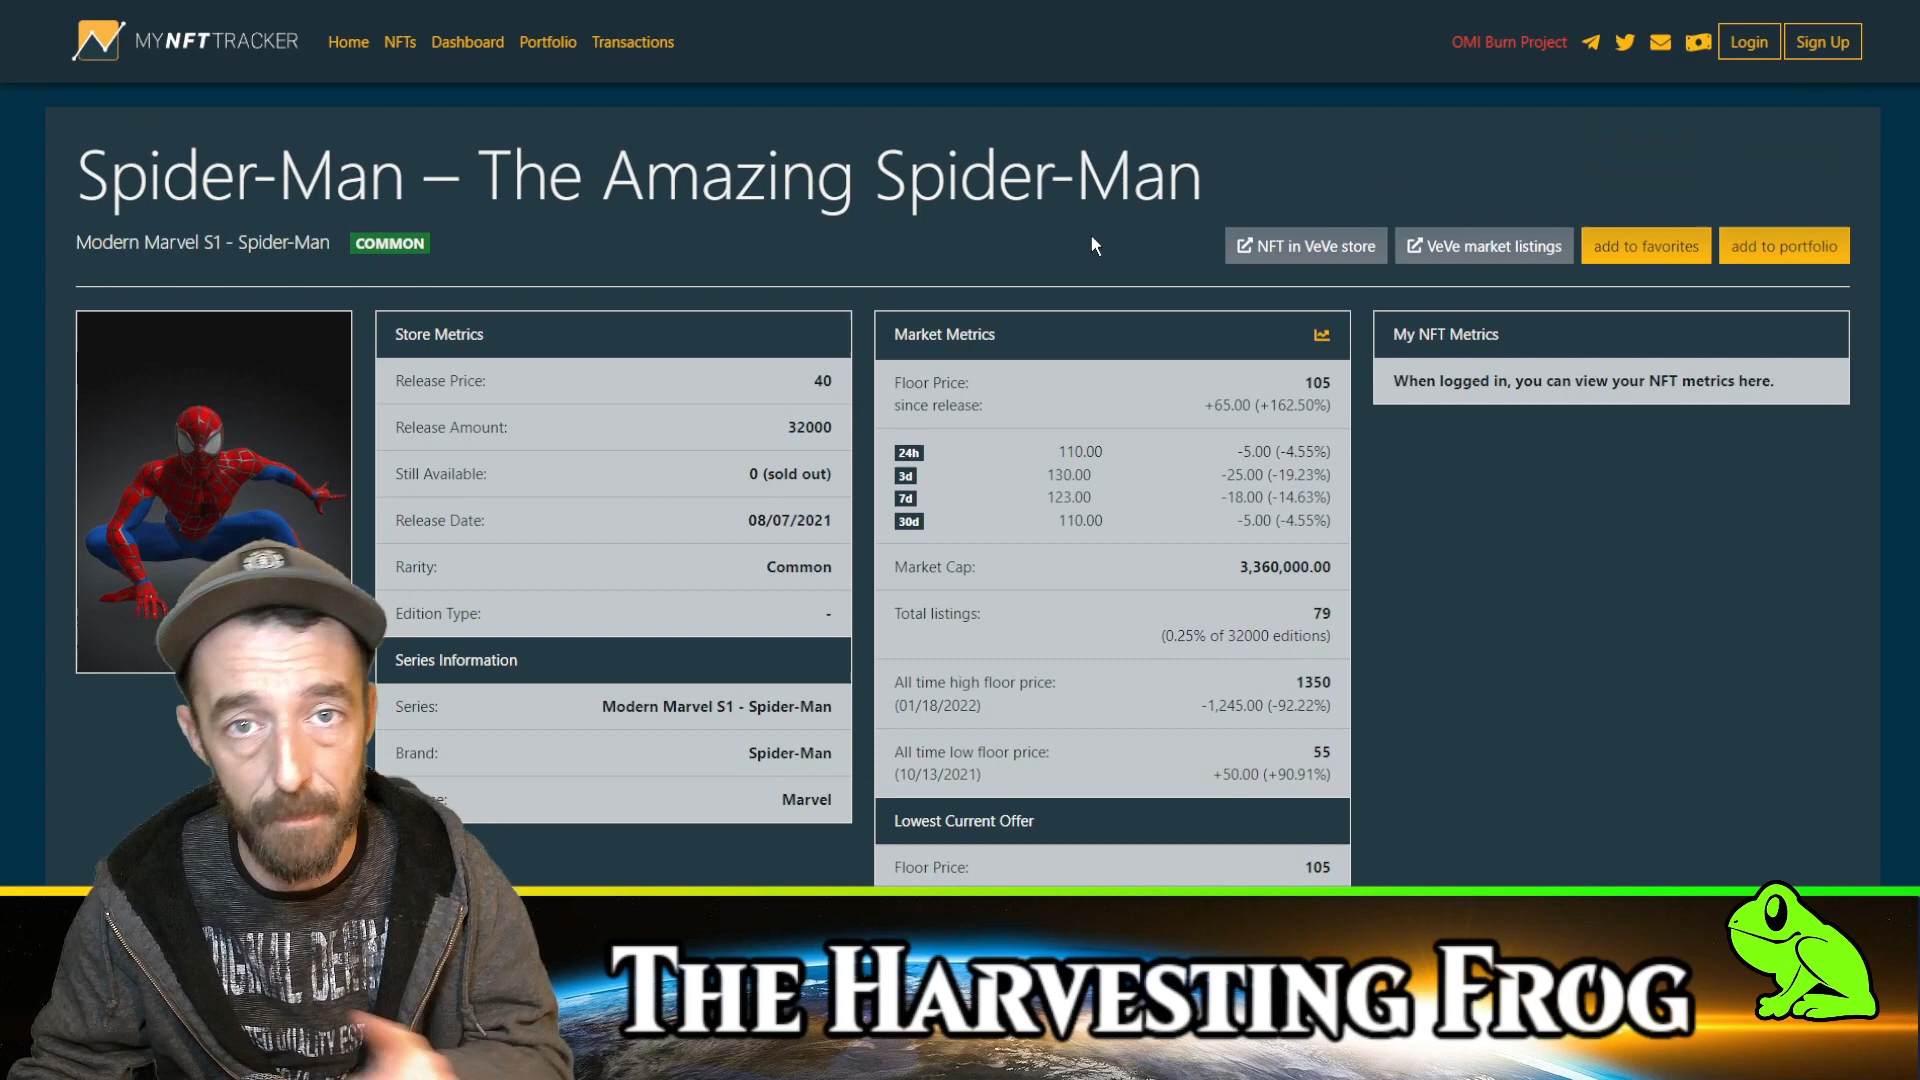 MYNFTTRACKER Home NFTs Dashboard Portfolio Transactions OMI Burn Project Login Sign Up
Spider-Man – The Amazing Spider-Man
Modern Marvel S1 - Spider-Man COMMON NFT in VeVe store VeVe market listings add to favorites add to portfolio
Store Metrics
Release Price: 40
Release Amount: 32000
Still Available: 0 (sold out)
Release Date: 08/07/2021
Rarity: Common
Edition Type: -
Series Information
Series: Modern Marvel S1 - Spider-Man
Brand: Spider-Man
Marvel
Market Metrics
Floor Price: 105
since release: +65.00 (+162.50%)
24h 110.00 -5.00 (-4.55%)
3d 130.00 -25.00 (-19.23%)
7d 123.00 -18.00 (-14.63%)
30d 110.00 -5.00 (-4.55%)
Market Cap: 3,360,000.00
Total listings: 79
(0.25% of 32000 editions)
All time high floor price: 1350
(01/18/2022) -1,245.00 (-92.22%)
All time low floor price: 55
(10/13/2021) +50.00 (+90.91%)
Lowest Current Offer
Floor Price: 105
My NFT Metrics
When logged in, you can view your NFT metrics here.
THE HARVESTING FROG